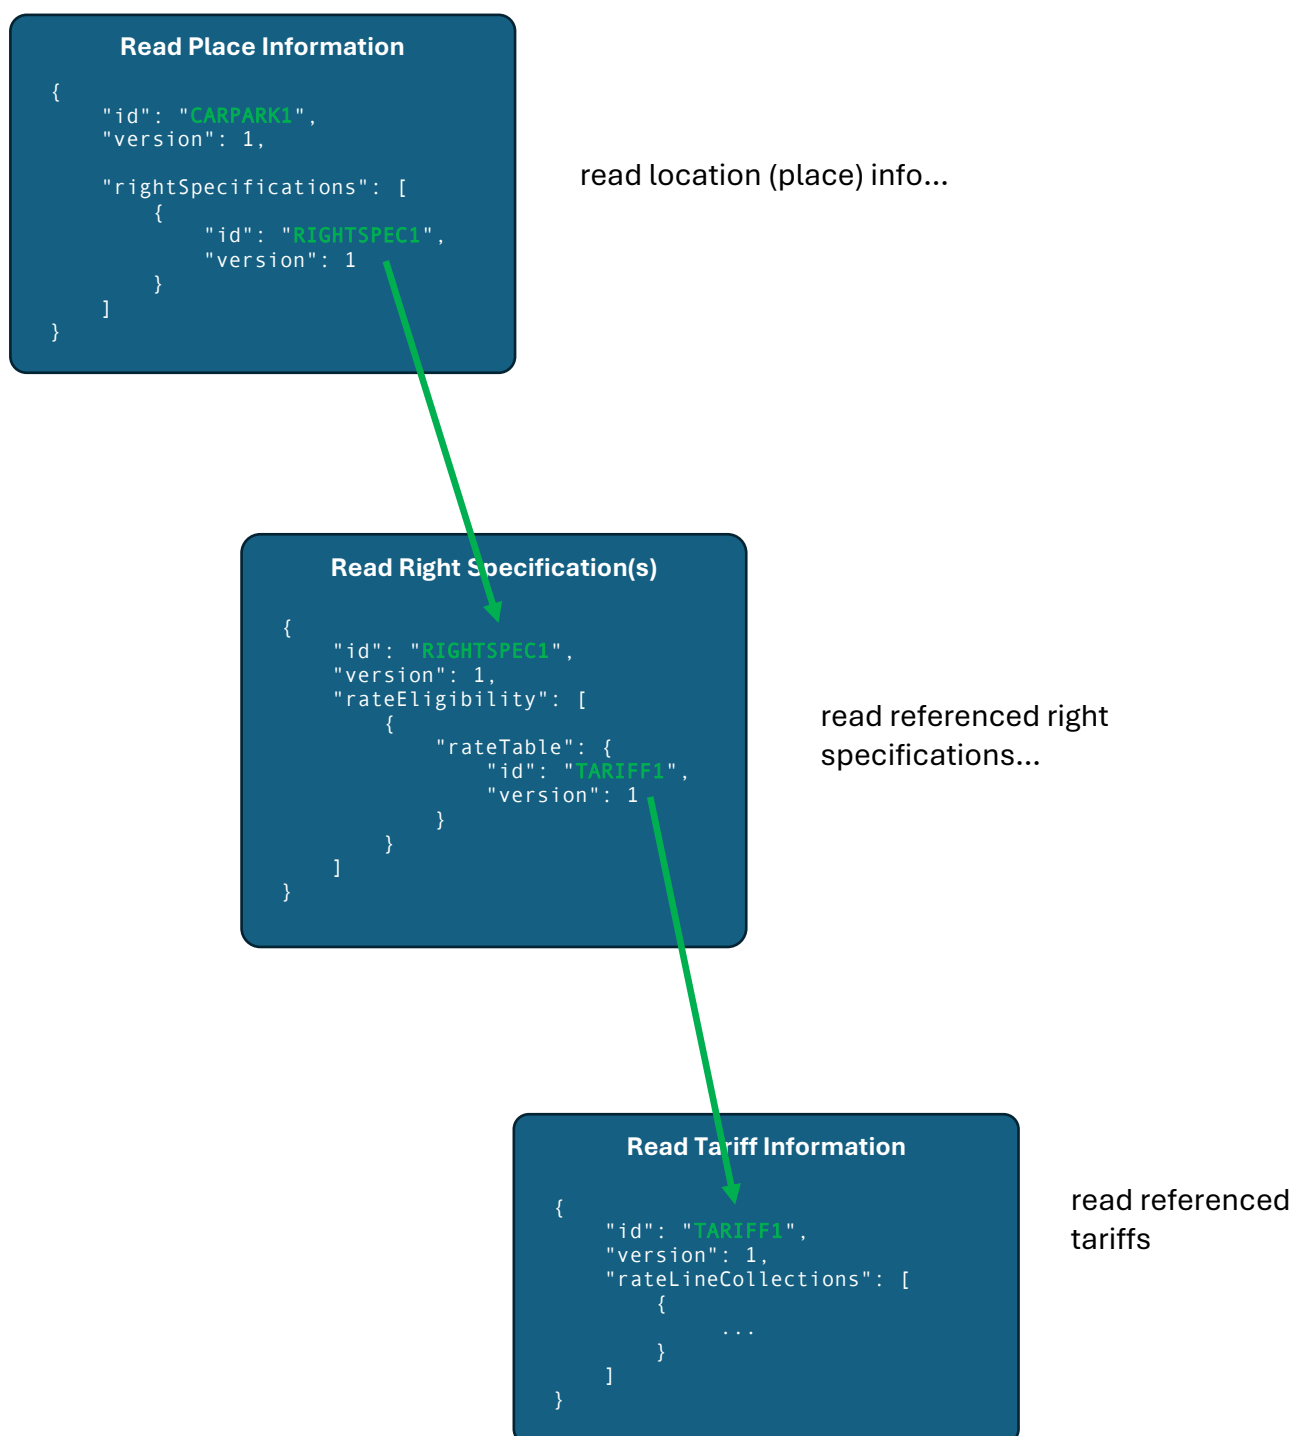 Read Place Information
{
    "id": "CARPARK1",
    "version": 1,
    "rightSpecifications": [
        {
            "id": "RIGHTSPEC1",
            "version": 1
        }
    ]
}
read location (place) info...
Read Right Specification(s)
{
    "id": "RIGHTSPEC1",
    "version": 1,
    "rateEligibility": [
        {
            "rateTable": {
                "id": "TARIFF1",
                "version": 1
            }
        }
    ]
}
read referenced right
specifications...
Read Tariff Information
{
    "id": "TARIFF1",
    "version": 1,
    "rateLineCollections": [
        {
             ...
        }
    ]
}
read referenced
tariffs